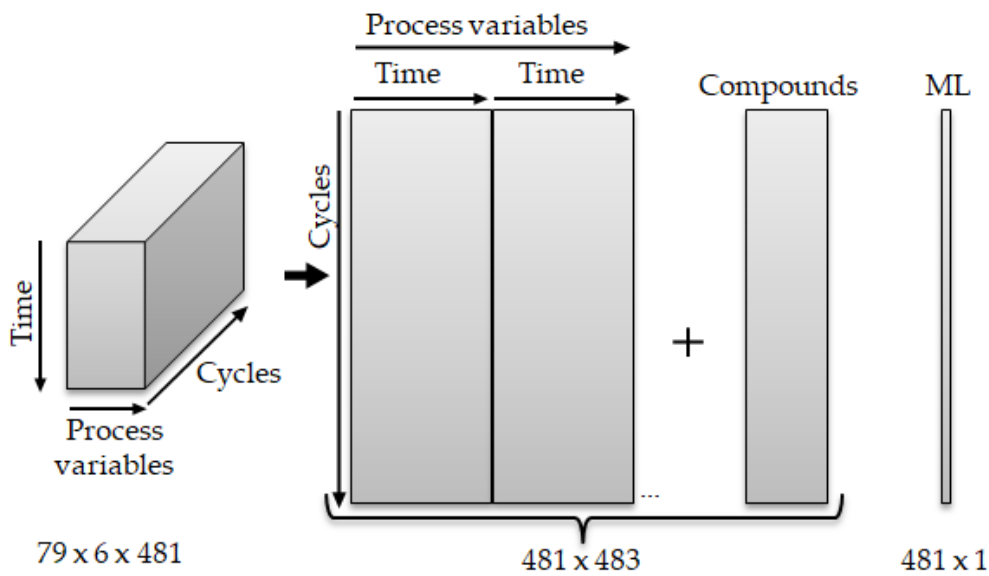 Process variables
Time
Time
Compounds
ML
Cycles
Time
Cycles
+
Process
variables
...
79 x 6 x 481
481 x 483
481 x 1